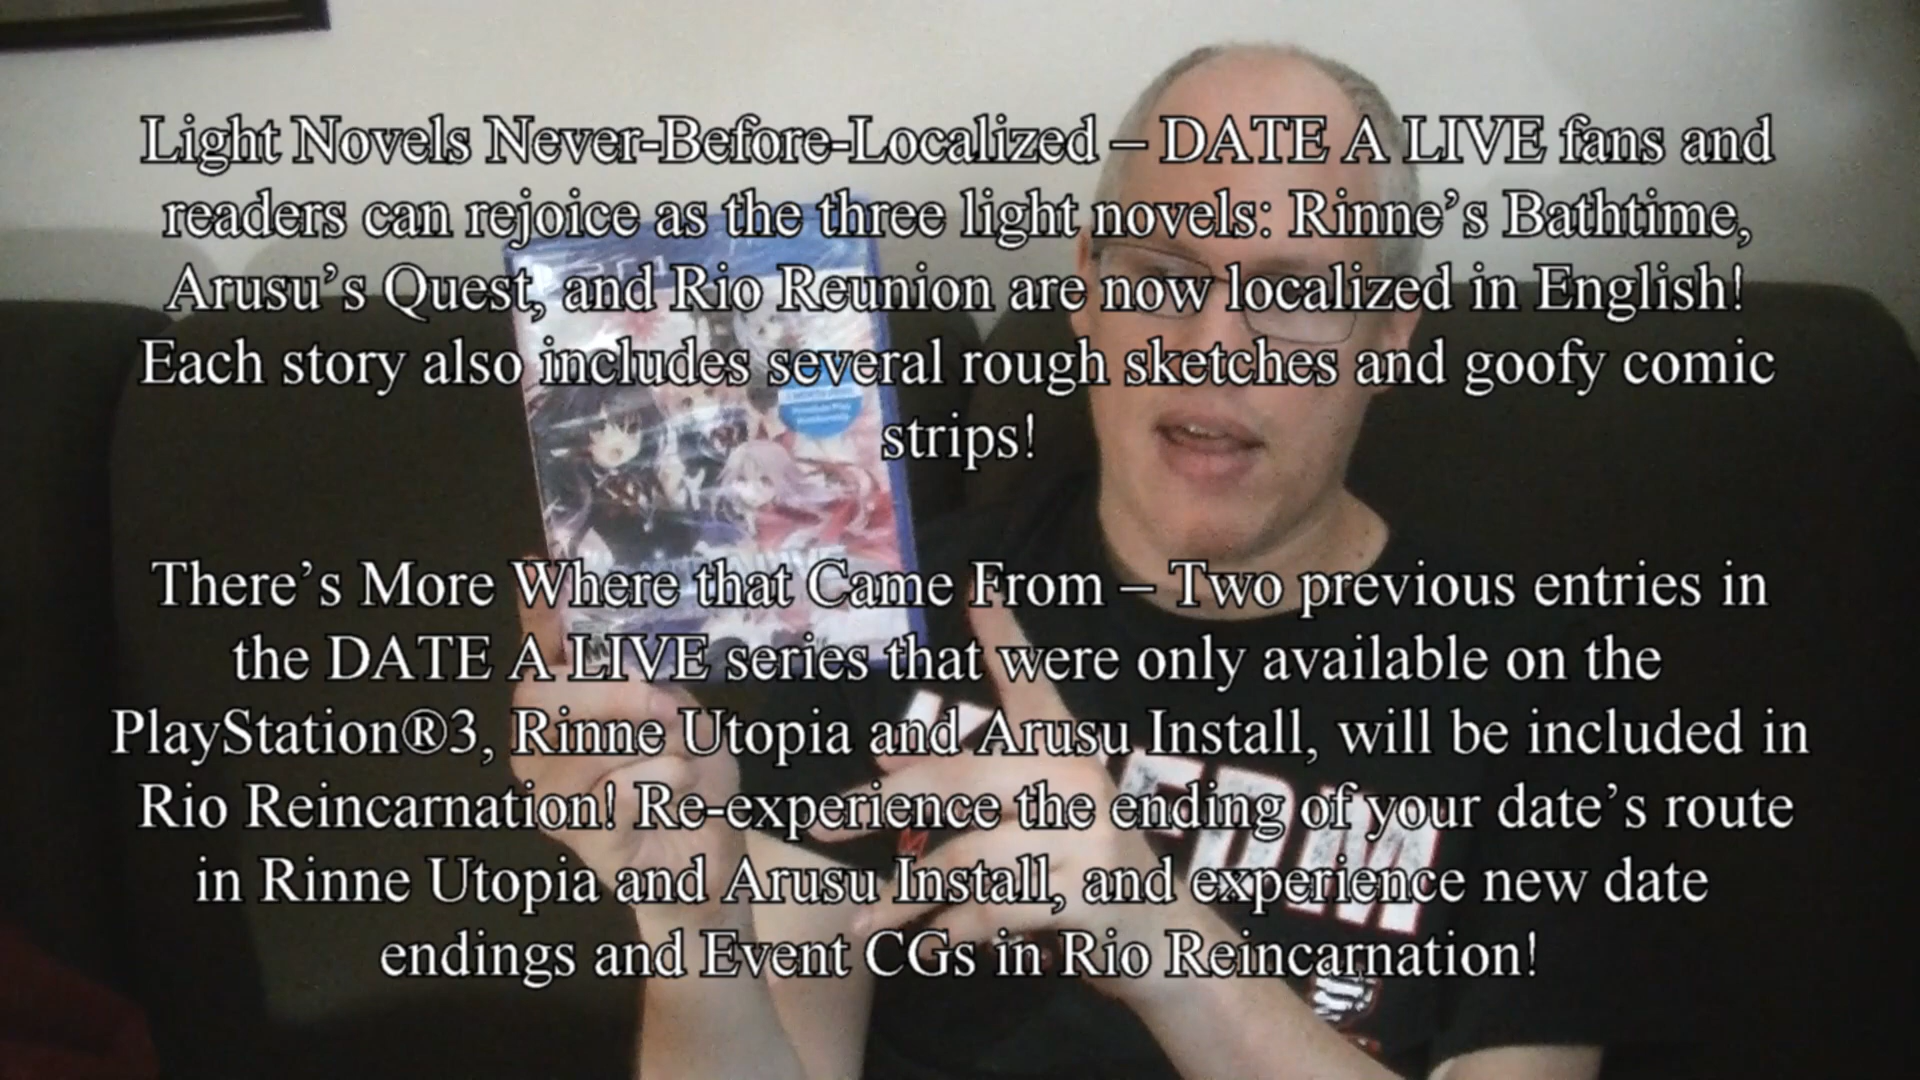 Light Novels Never-Before-Localized – DATE A LIVE fans and
readers can rejoice as the three light novels: Rinne’s Bathtime,
Arusu’s Quest, and Rio Reunion are now localized in English!
Each story also includes several rough sketches and goofy comic
strips!
There’s More Where that Came From – Two previous entries in
the DATE A LIVE series that were only available on the
PlayStation®3, Rinne Utopia and Arusu Install, will be included in
Rio Reincarnation! Re-experience the ending of your date’s route
in Rinne Utopia and Arusu Install, and experience new date
endings and Event CGs in Rio Reincarnation!